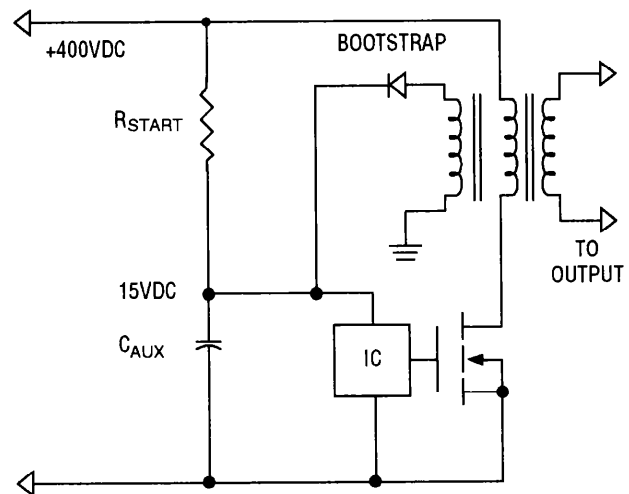 BOOTSTRAP
+400VDC
RSTART
TO
OUTPUT
15VDC
CAUX
IC